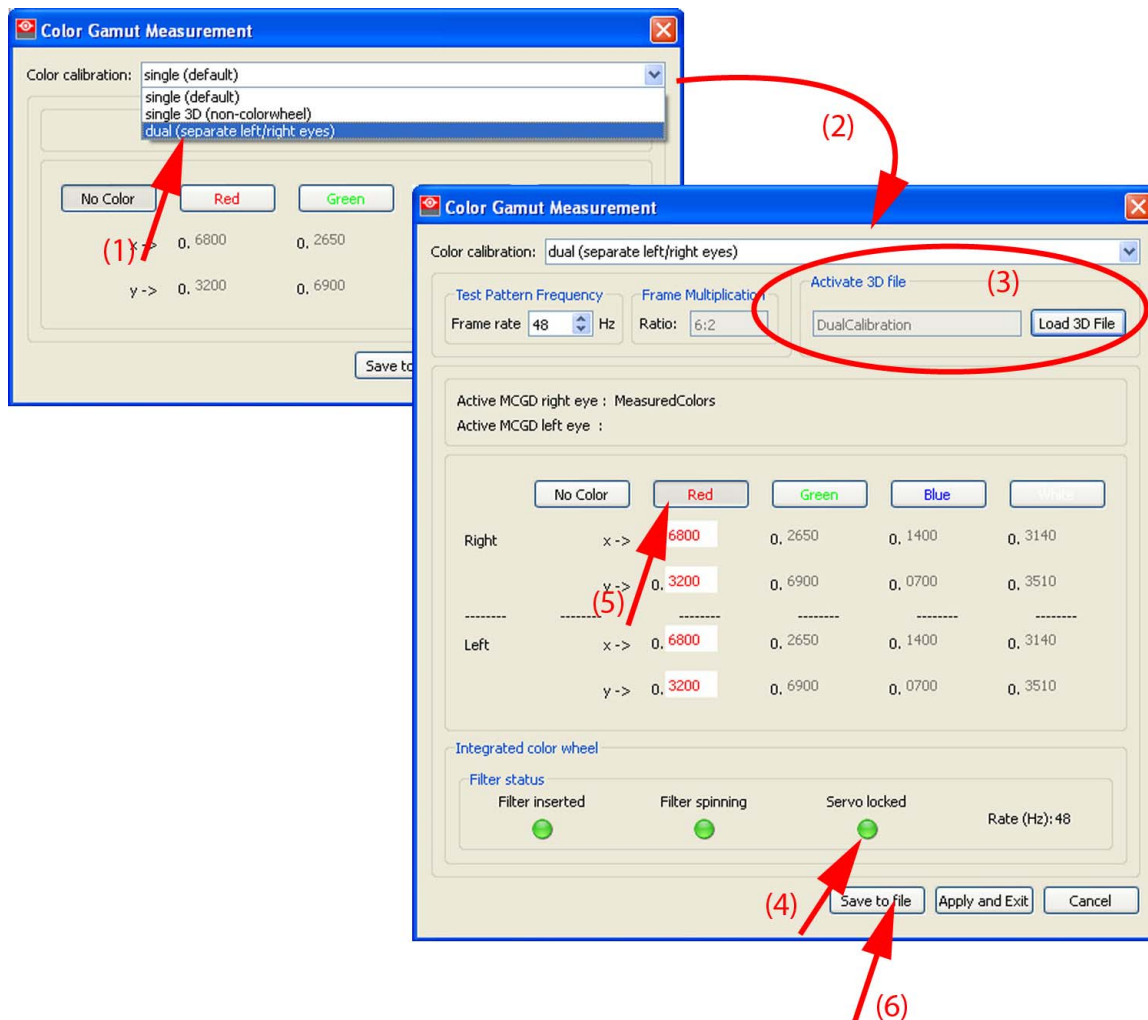 Color Gamut Measurement
Color calibration: single (default)
single (default)
single 3D (non-colorwheel)
dual (separate left/right eyes)
No Color Red Green
x -> 0. 6800 0. 2650
y -> 0. 3200 0. 6900
(1)
(2)
Color Gamut Measurement
Color calibration: dual (separate left/right eyes)
Test Pattern Frequency
Frame rate 48 Hz
Frame Multiplication
Ratio: 6:2
Activate 3D file
(3)
DualCalibration Load 3D File
Active MCGD right eye : MeasuredColors
Active MCGD left eye :
No Color Red Green Blue White
Right x -> 6800 0. 2650 0. 1400 0. 3140
y -> 0. 3200 0. 6900 0. 0700 0. 3510
(5)
-------- -------- -------- -------- -------- --------
Left x -> 0. 6800 0. 2650 0. 1400 0. 3140
y -> 0. 3200 0. 6900 0. 0700 0. 3510
Integrated color wheel
Filter status
Filter inserted Filter spinning Servo locked
Rate (Hz): 48
(4)
Save to file Apply and Exit Cancel
(6)